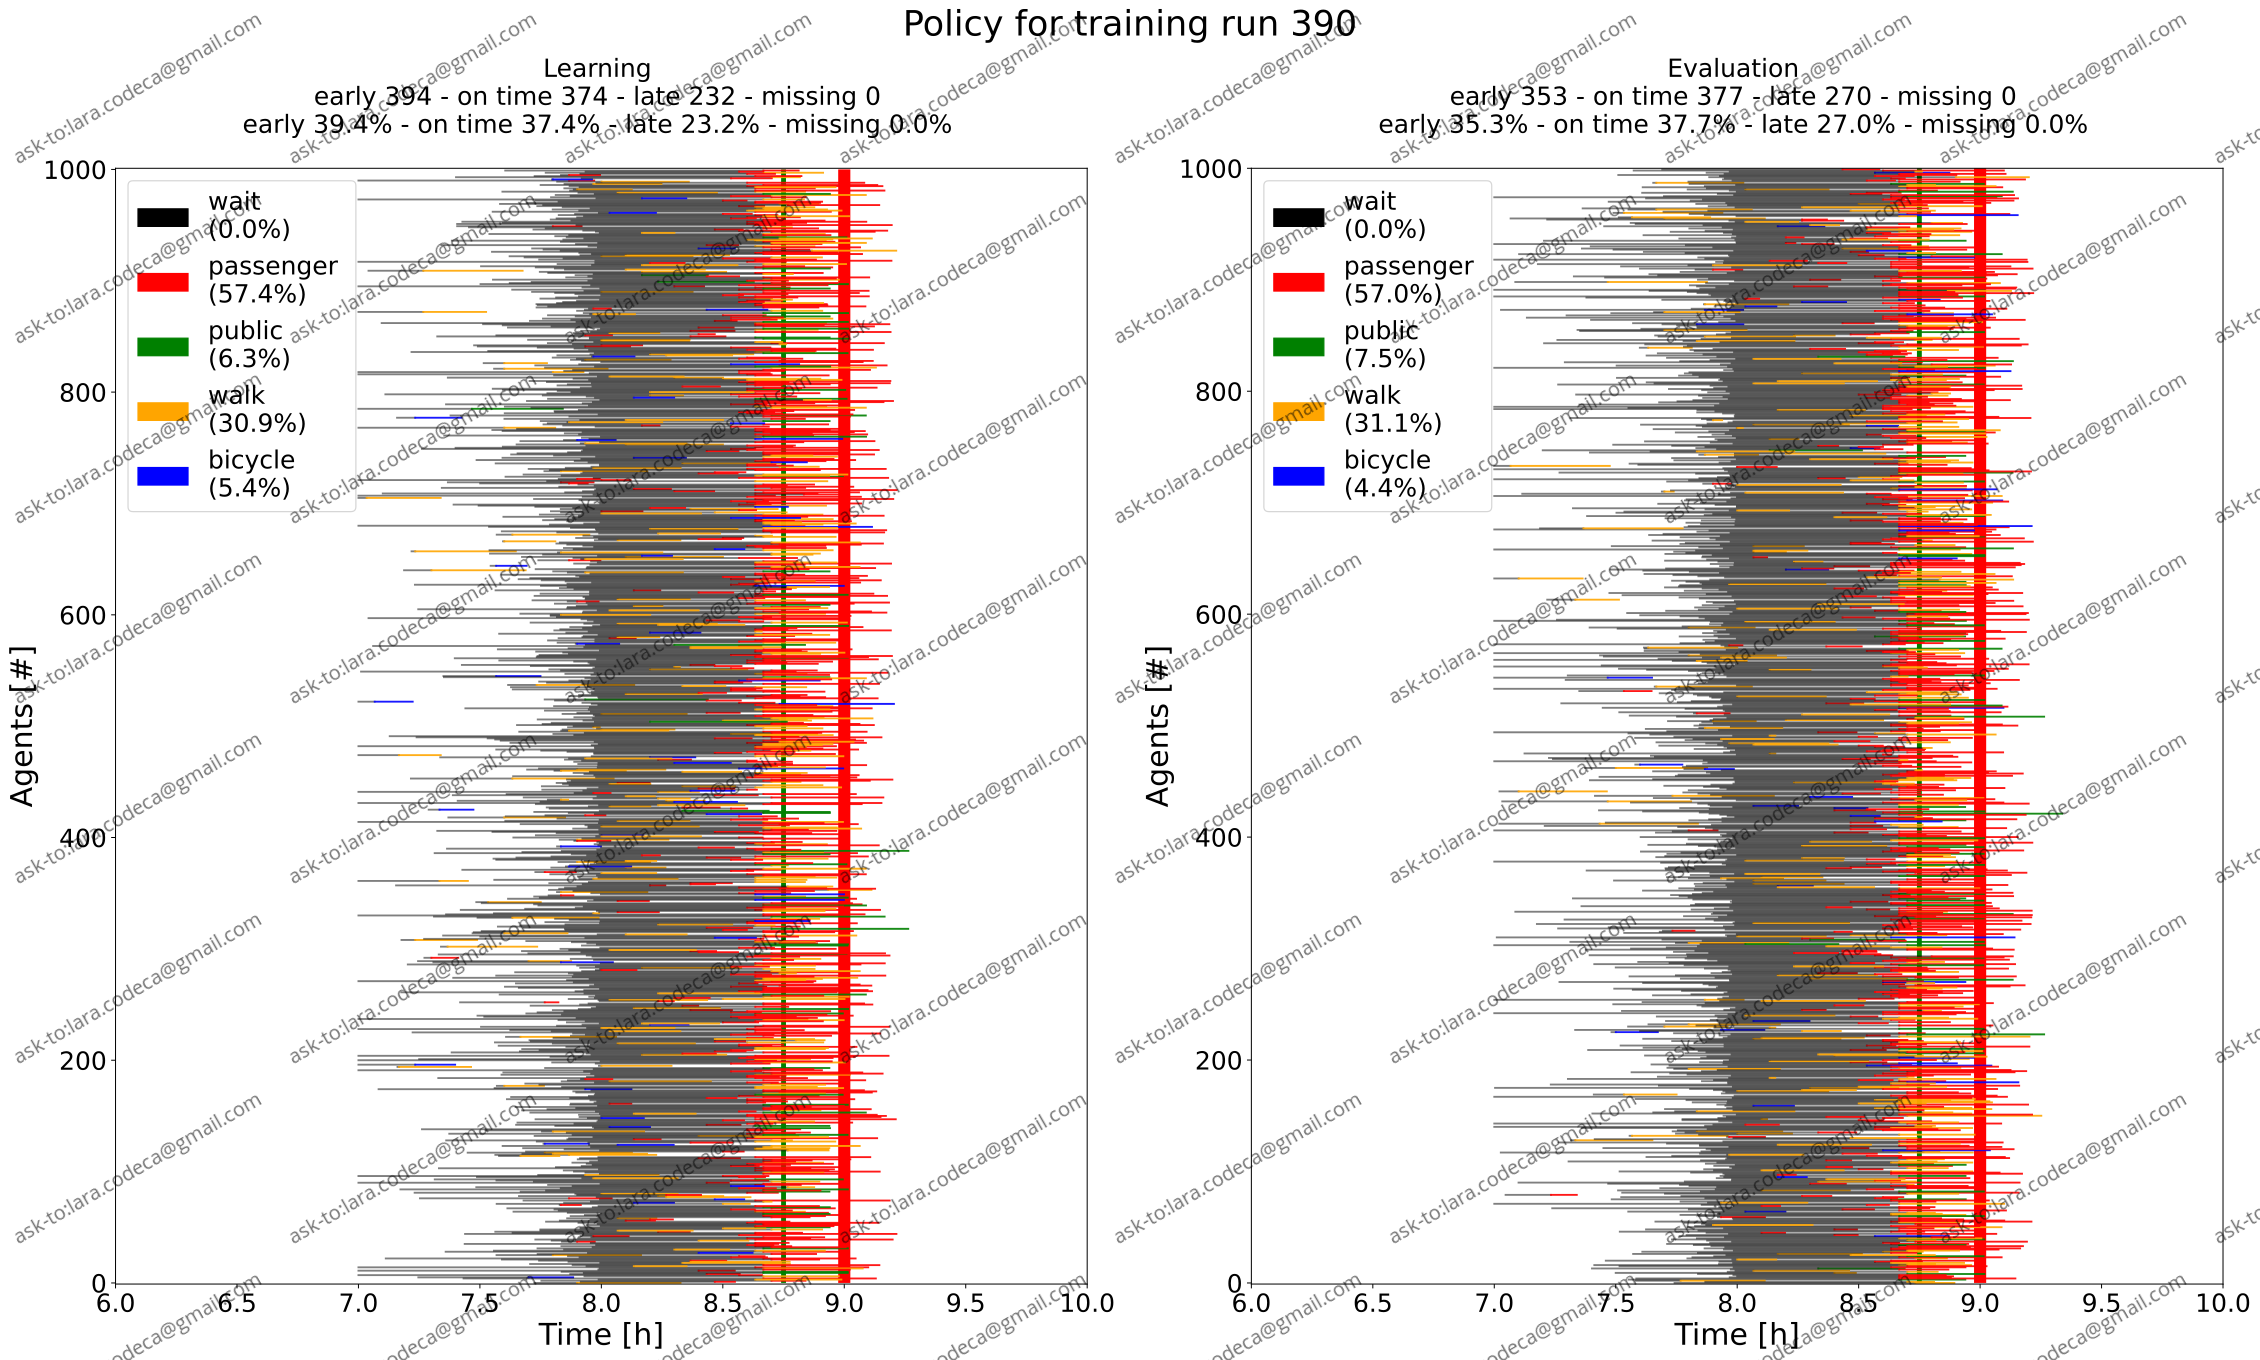 Policy for training run 390
Learning
early 394 - on time 374 - late 232 - missing 0
early 39.4% - on time 37.4% - late 23.2% - missing 0.0%
Evaluation
early 353 - on time 377 - late 270 - missing 0
early 35.3% - on time 37.7% - late 27.0% - missing 0.0%
Agents [#]
1000
800
600
400
200
0
wait
(0.0%)
passenger
(57.4%)
public
(6.3%)
walk
(30.9%)
bicycle
(5.4%)
6.0 6.5 7.0 7.5 8.0 8.5 9.0 9.5 10.0
Time [h]
Agents [#]
1000
800
600
400
200
0
wait
(0.0%)
passenger
(57.0%)
public
(7.5%)
walk
(31.1%)
bicycle
(4.4%)
6.0 6.5 7.0 7.5 8.0 8.5 9.0 9.5 10.0
Time [h]
ask-to:lara.codeca@gmail.com